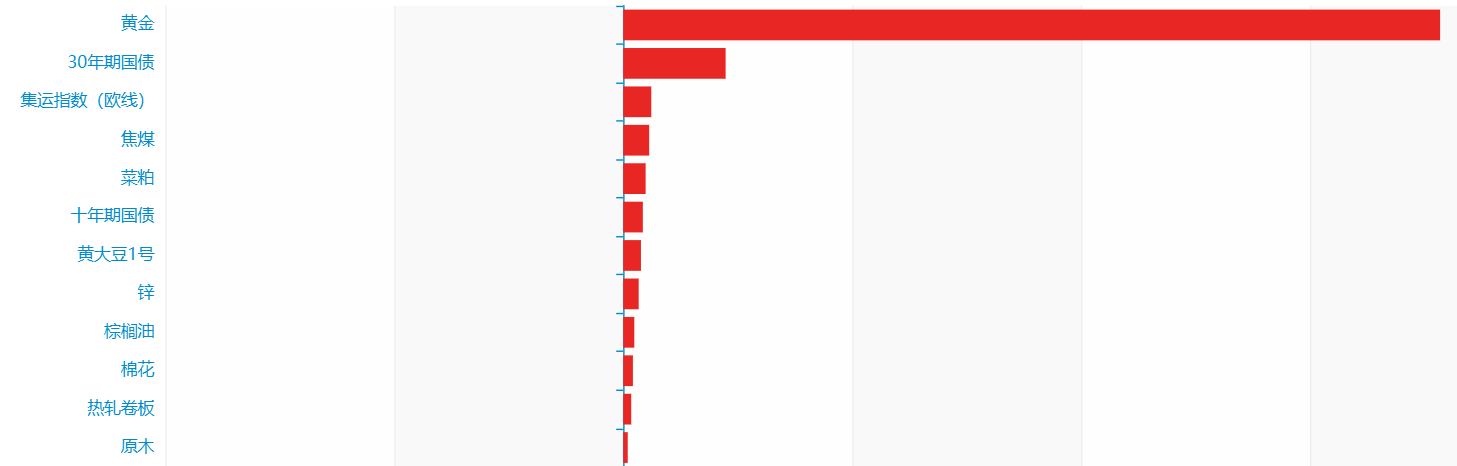 黄金
30年期国债
集运指数（欧线）
焦煤
菜粕
十年期国债
黄大豆1号
锌
棕榈油
棉花
热轧卷板
原木